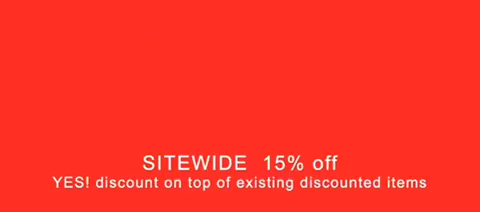 SITEWIDE 15% off
YES! discount on top of existing discounted items